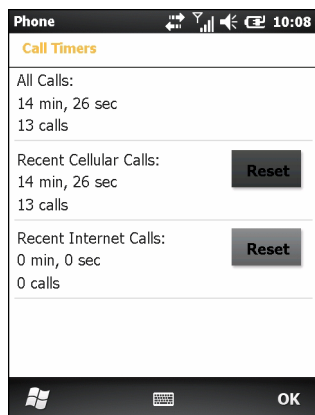 Phone 10:08
Call Timers
All Calls:
14 min, 26 sec
13 calls
Recent Cellular Calls:
14 min, 26 sec
13 calls
Reset
Recent Internet Calls:
0 min, 0 sec
0 calls
Reset
OK